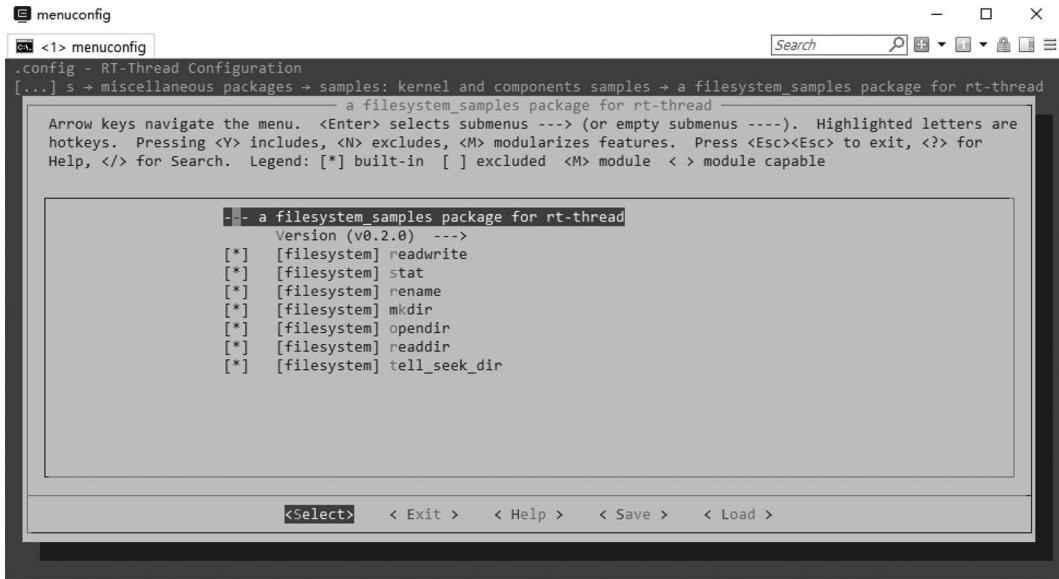 menuconfig
<1> menuconfig
Search
.config - RT-Thread Configuration
[...] s → miscellaneous packages → samples: kernel and components samples → a filesystem_samples package for rt-thread
a filesystem_samples package for rt-thread
Arrow keys navigate the menu.  <Enter> selects submenus ---> (or empty submenus ----).  Highlighted letters are
hotkeys.  Pressing <Y> includes, <N> excludes, <M> modularizes features.  Press <Esc><Esc> to exit, <?> for
Help, </> for Search.  Legend: [*] built-in  [ ] excluded  <M> module  < > module capable
--- a filesystem_samples package for rt-thread
Version (v0.2.0)  --->
[*]   [filesystem] readwrite
[*]   [filesystem] stat
[*]   [filesystem] rename
[*]   [filesystem] mkdir
[*]   [filesystem] opendir
[*]   [filesystem] readdir
[*]   [filesystem] tell_seek_dir
<Select>    < Exit >    < Help >    < Save >    < Load >